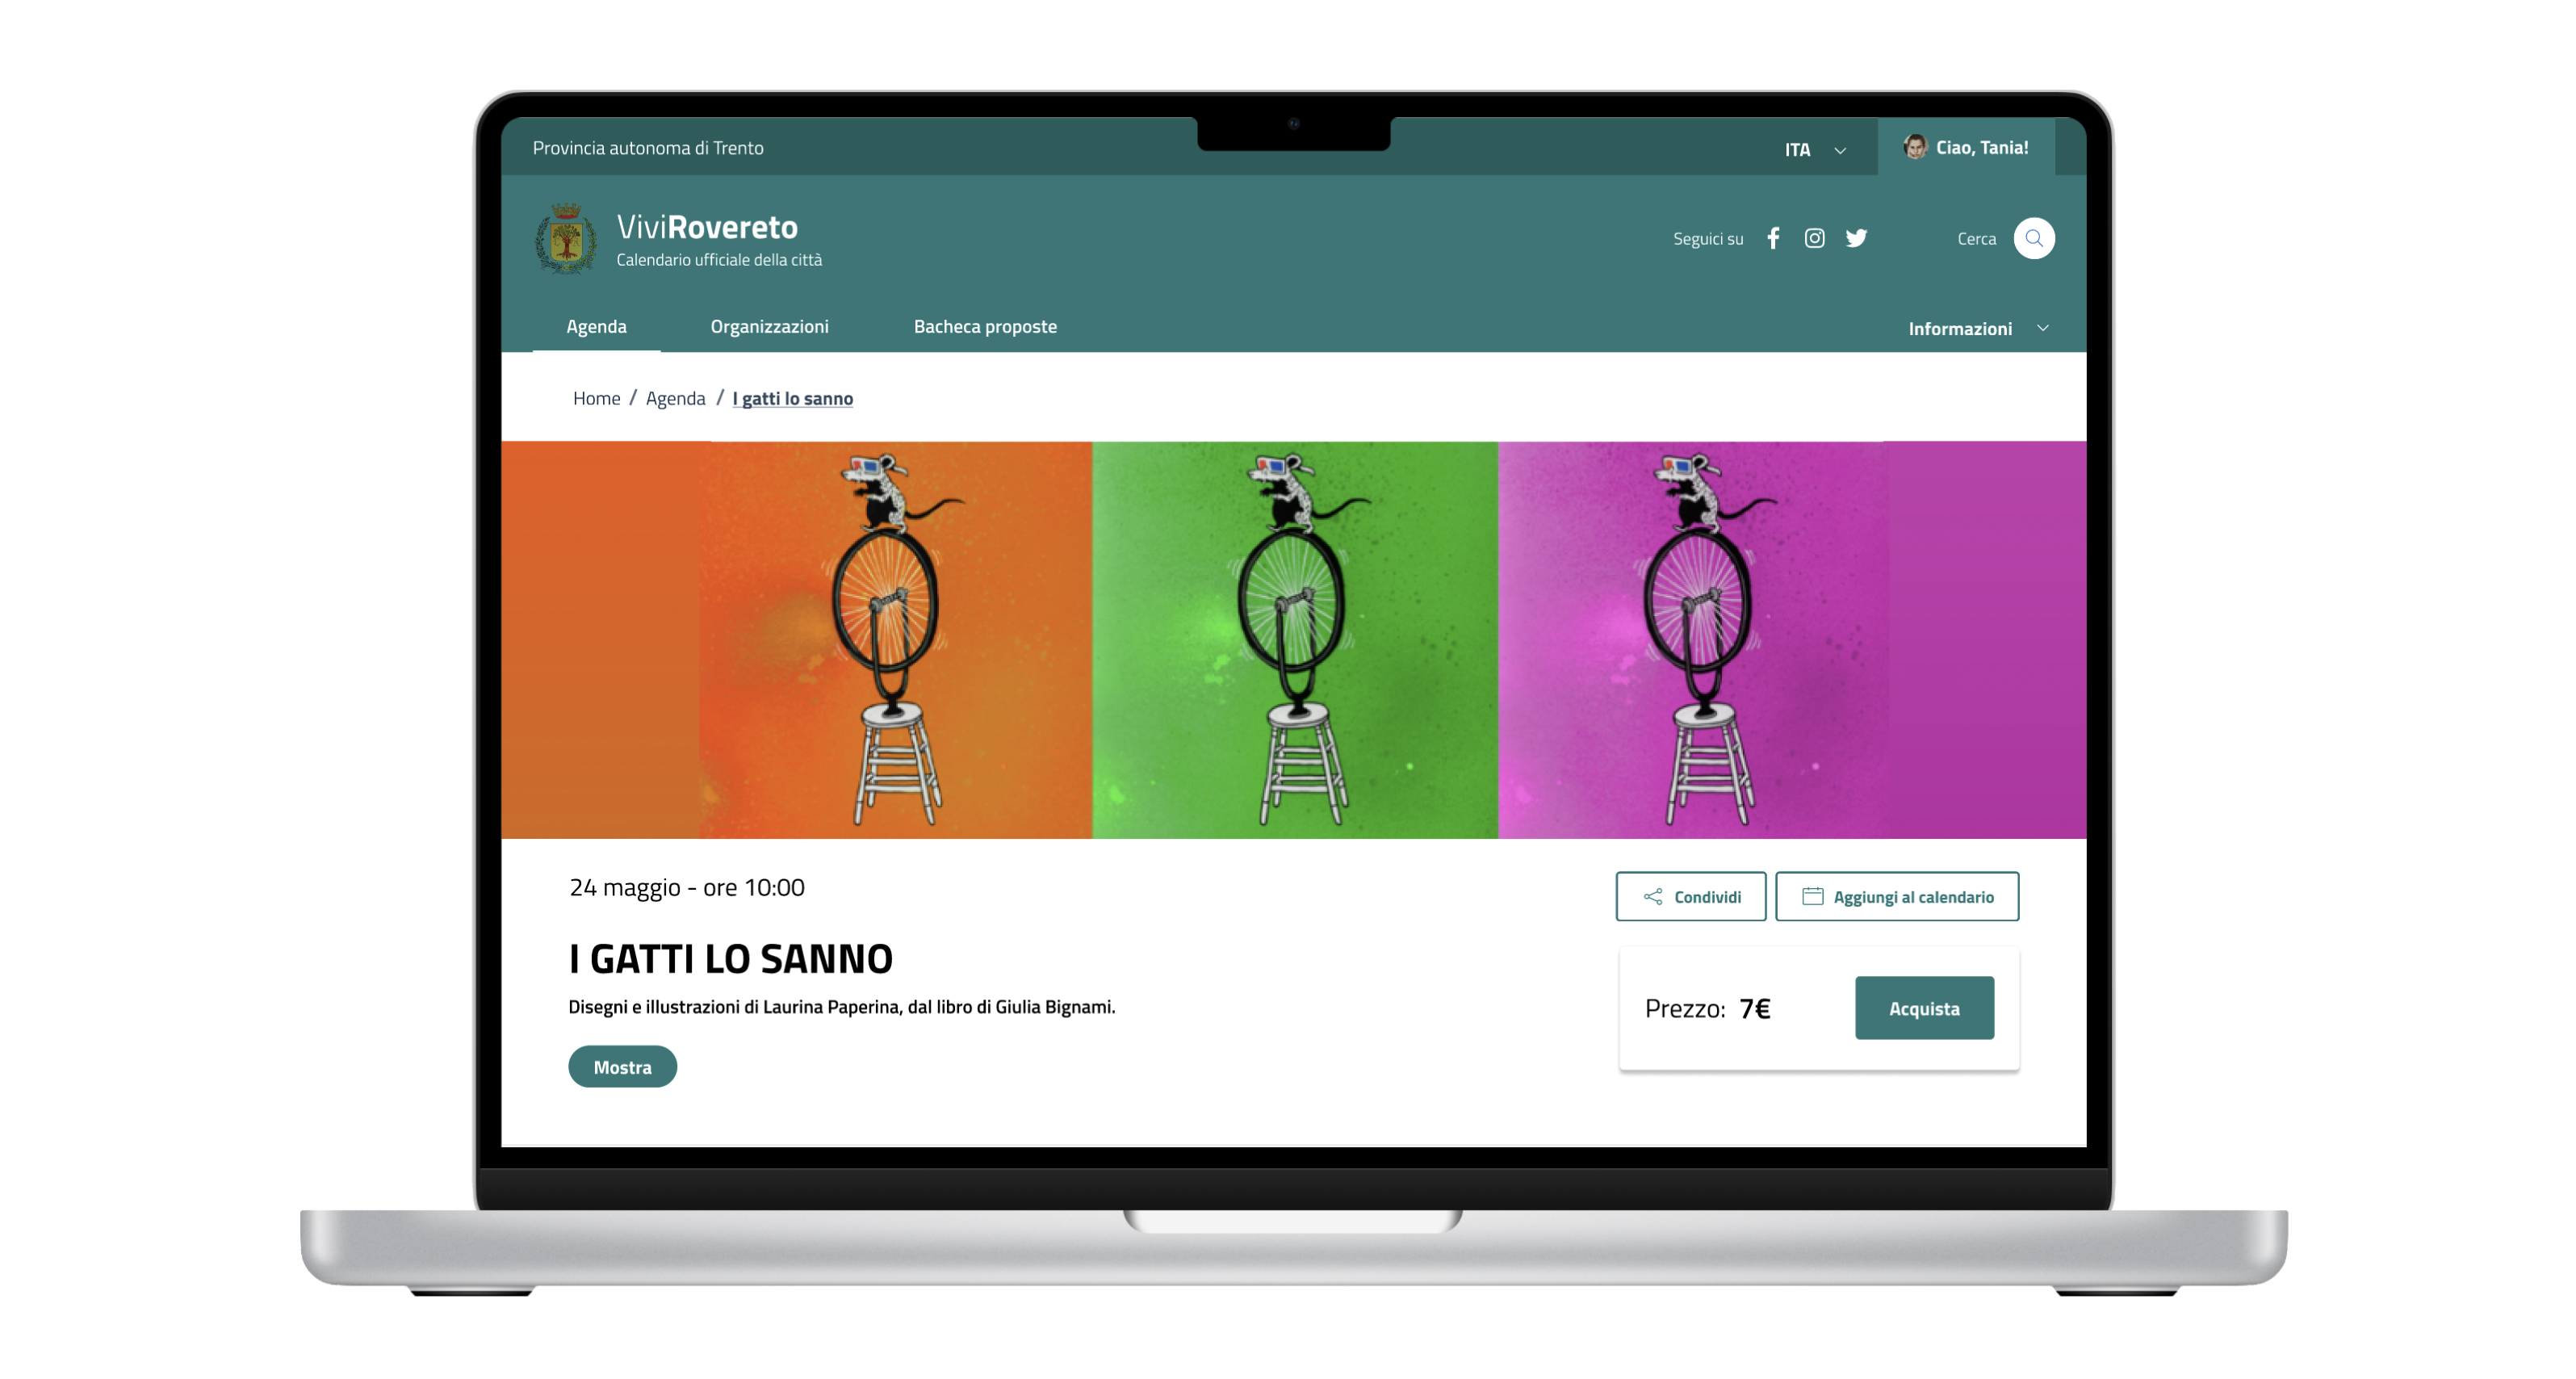 Provincia autonoma di Trento
ITA
Ciao, Tania!
ViviRovereto
Calendario ufficiale della città
Seguici su
Cerca
Agenda
Organizzazioni
Bacheca proposte
Informazioni
Home / Agenda / I gatti lo sanno
24 maggio - ore 10:00
Condividi
Aggiungi al calendario
I GATTI LO SANNO
Disegni e illustrazioni di Laurina Paperina, dal libro di Giulia Bignami.
Prezzo: 7€
Acquista
Mostra